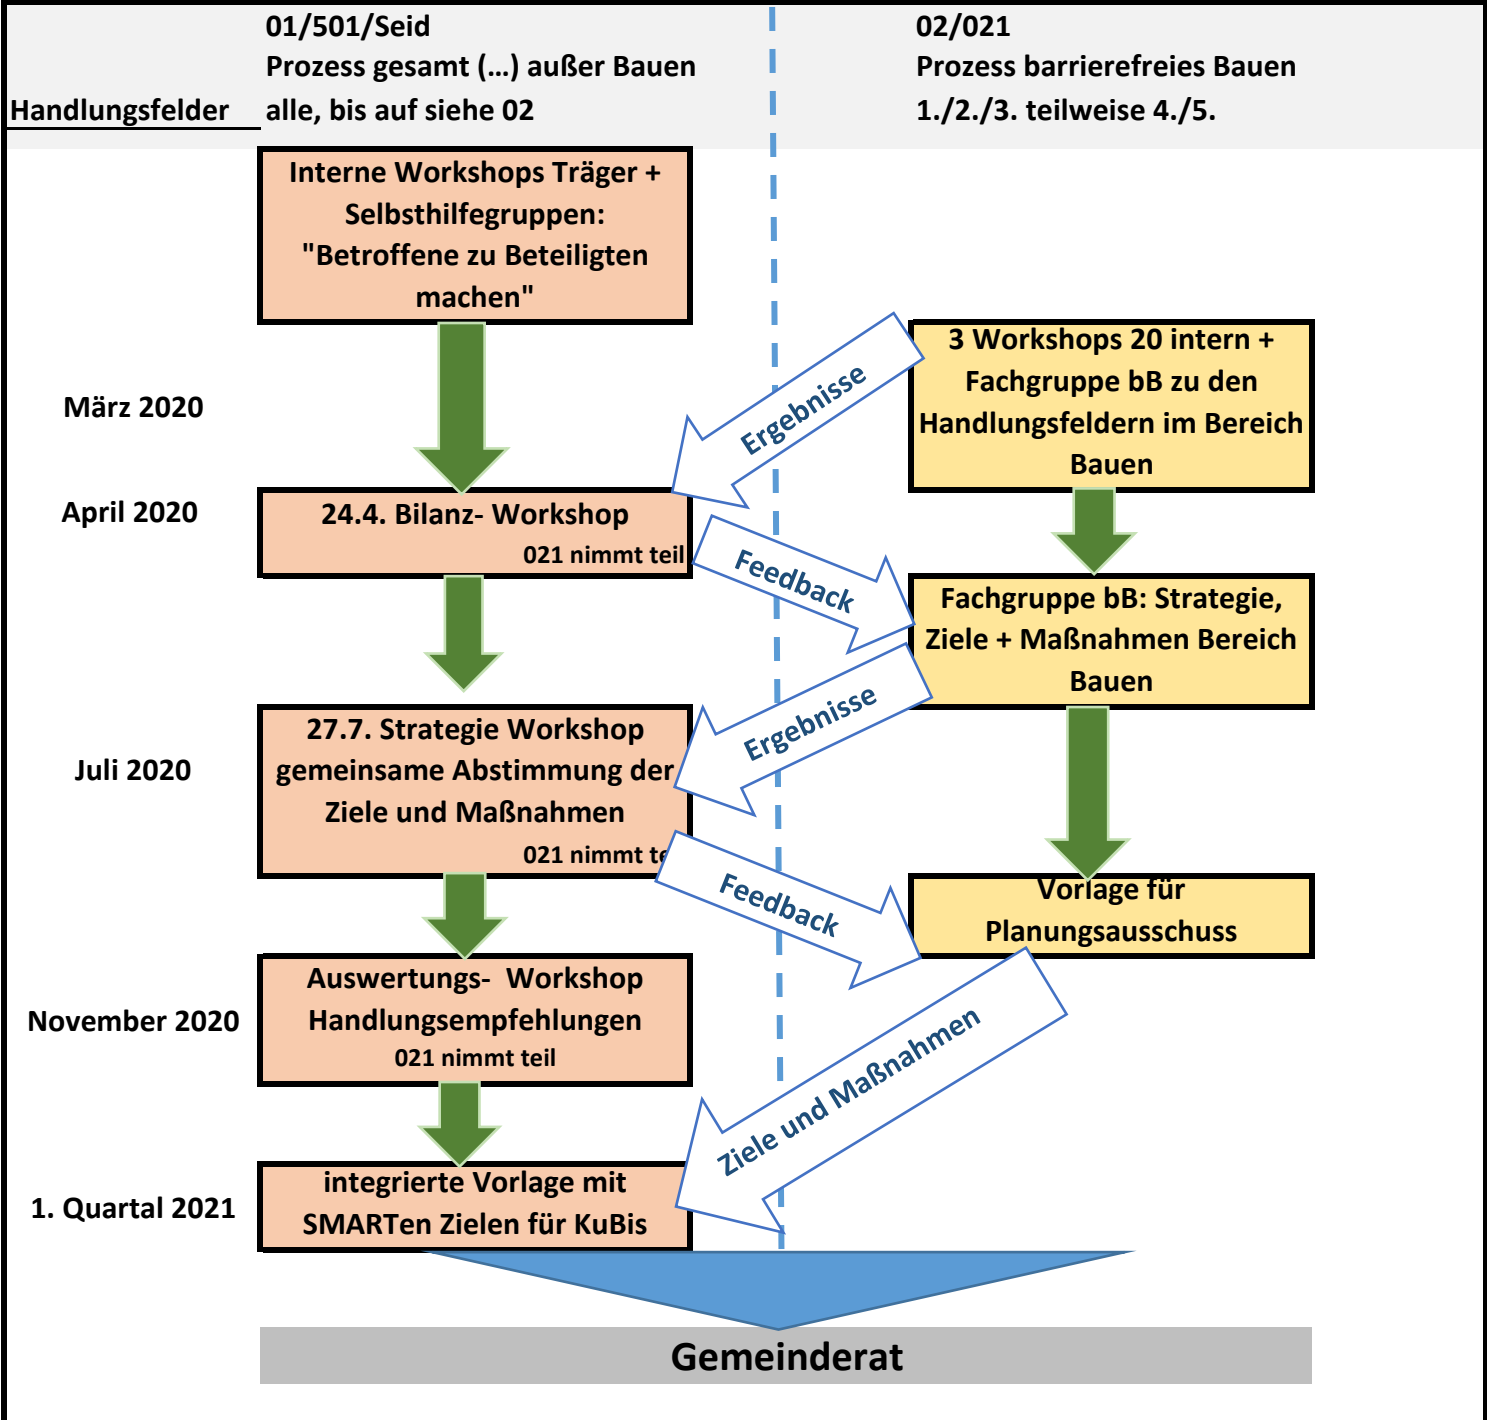 01/501/Seid
Prozess gesamt (...) außer Bauen
Handlungsfelder
alle, bis auf siehe 02
02/021
Prozess barrierefreies Bauen
1./2./3. teilweise 4./5.
Interne Workshops Träger +
Selbsthilfegruppen:
"Betroffene zu Beteiligten
machen"
März 2020
3 Workshops 20 intern +
Fachgruppe bB zu den
Handlungsfeldern im Bereich
Bauen
Ergebnisse
April 2020
24.4. Bilanz- Workshop
021 nimmt teil
Feedback
Fachgruppe bB: Strategie,
Ziele + Maßnahmen Bereich
Bauen
Ergebnisse
Juli 2020
27.7. Strategie Workshop
gemeinsame Abstimmung der
Ziele und Maßnahmen
021 nimmt te
Feedback
Vorlage für
Planungsausschuss
November 2020
Auswertungs-  Workshop
Handlungsempfehlungen
021 nimmt teil
Ziele und Maßnahmen
1. Quartal 2021
integrierte Vorlage mit
SMARTen Zielen für KuBis
Gemeinderat